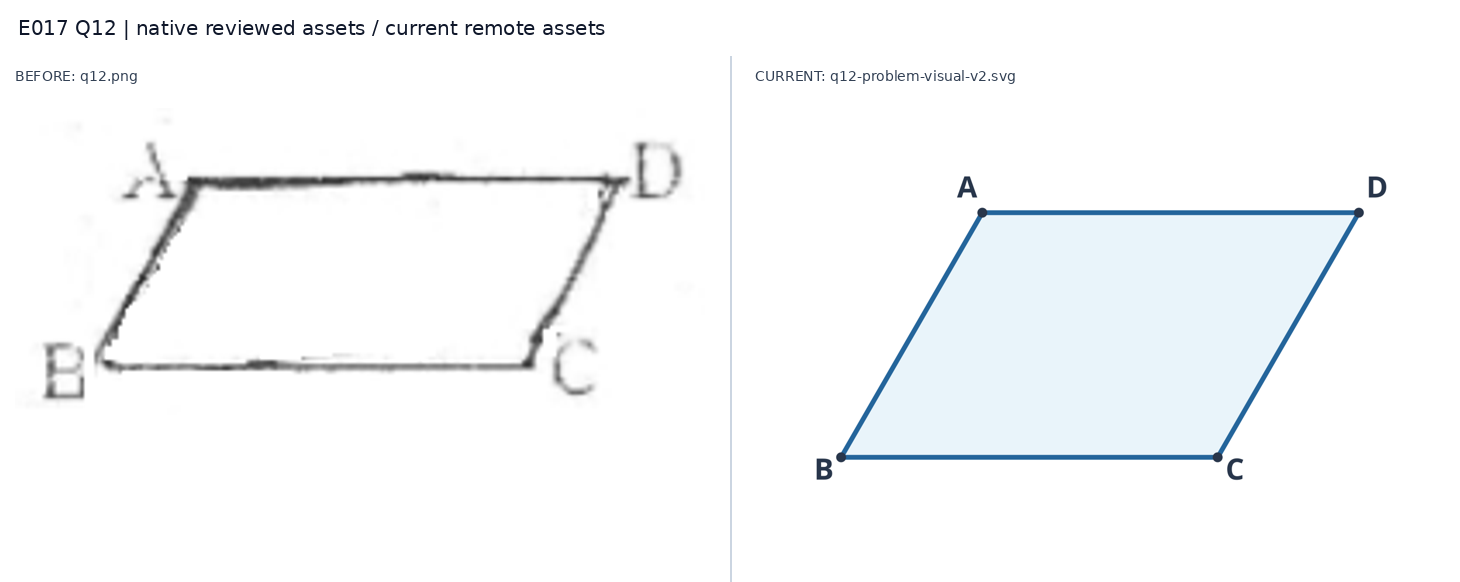 E017 Q12 | native reviewed assets / current remote assets
BEFORE: q12.png
CURRENT: q12-problem-visual-v2.svg
A
D
B
C
A
D
B
C